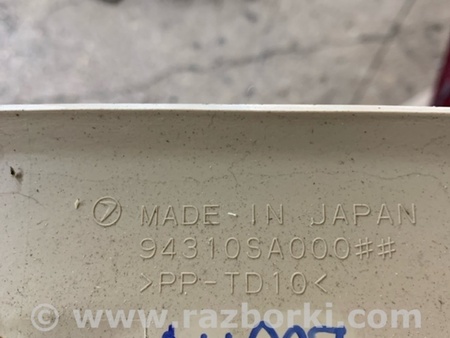 MADE IN JAPAN
94310SA000##
>PP-TD10<
www.razborki.com